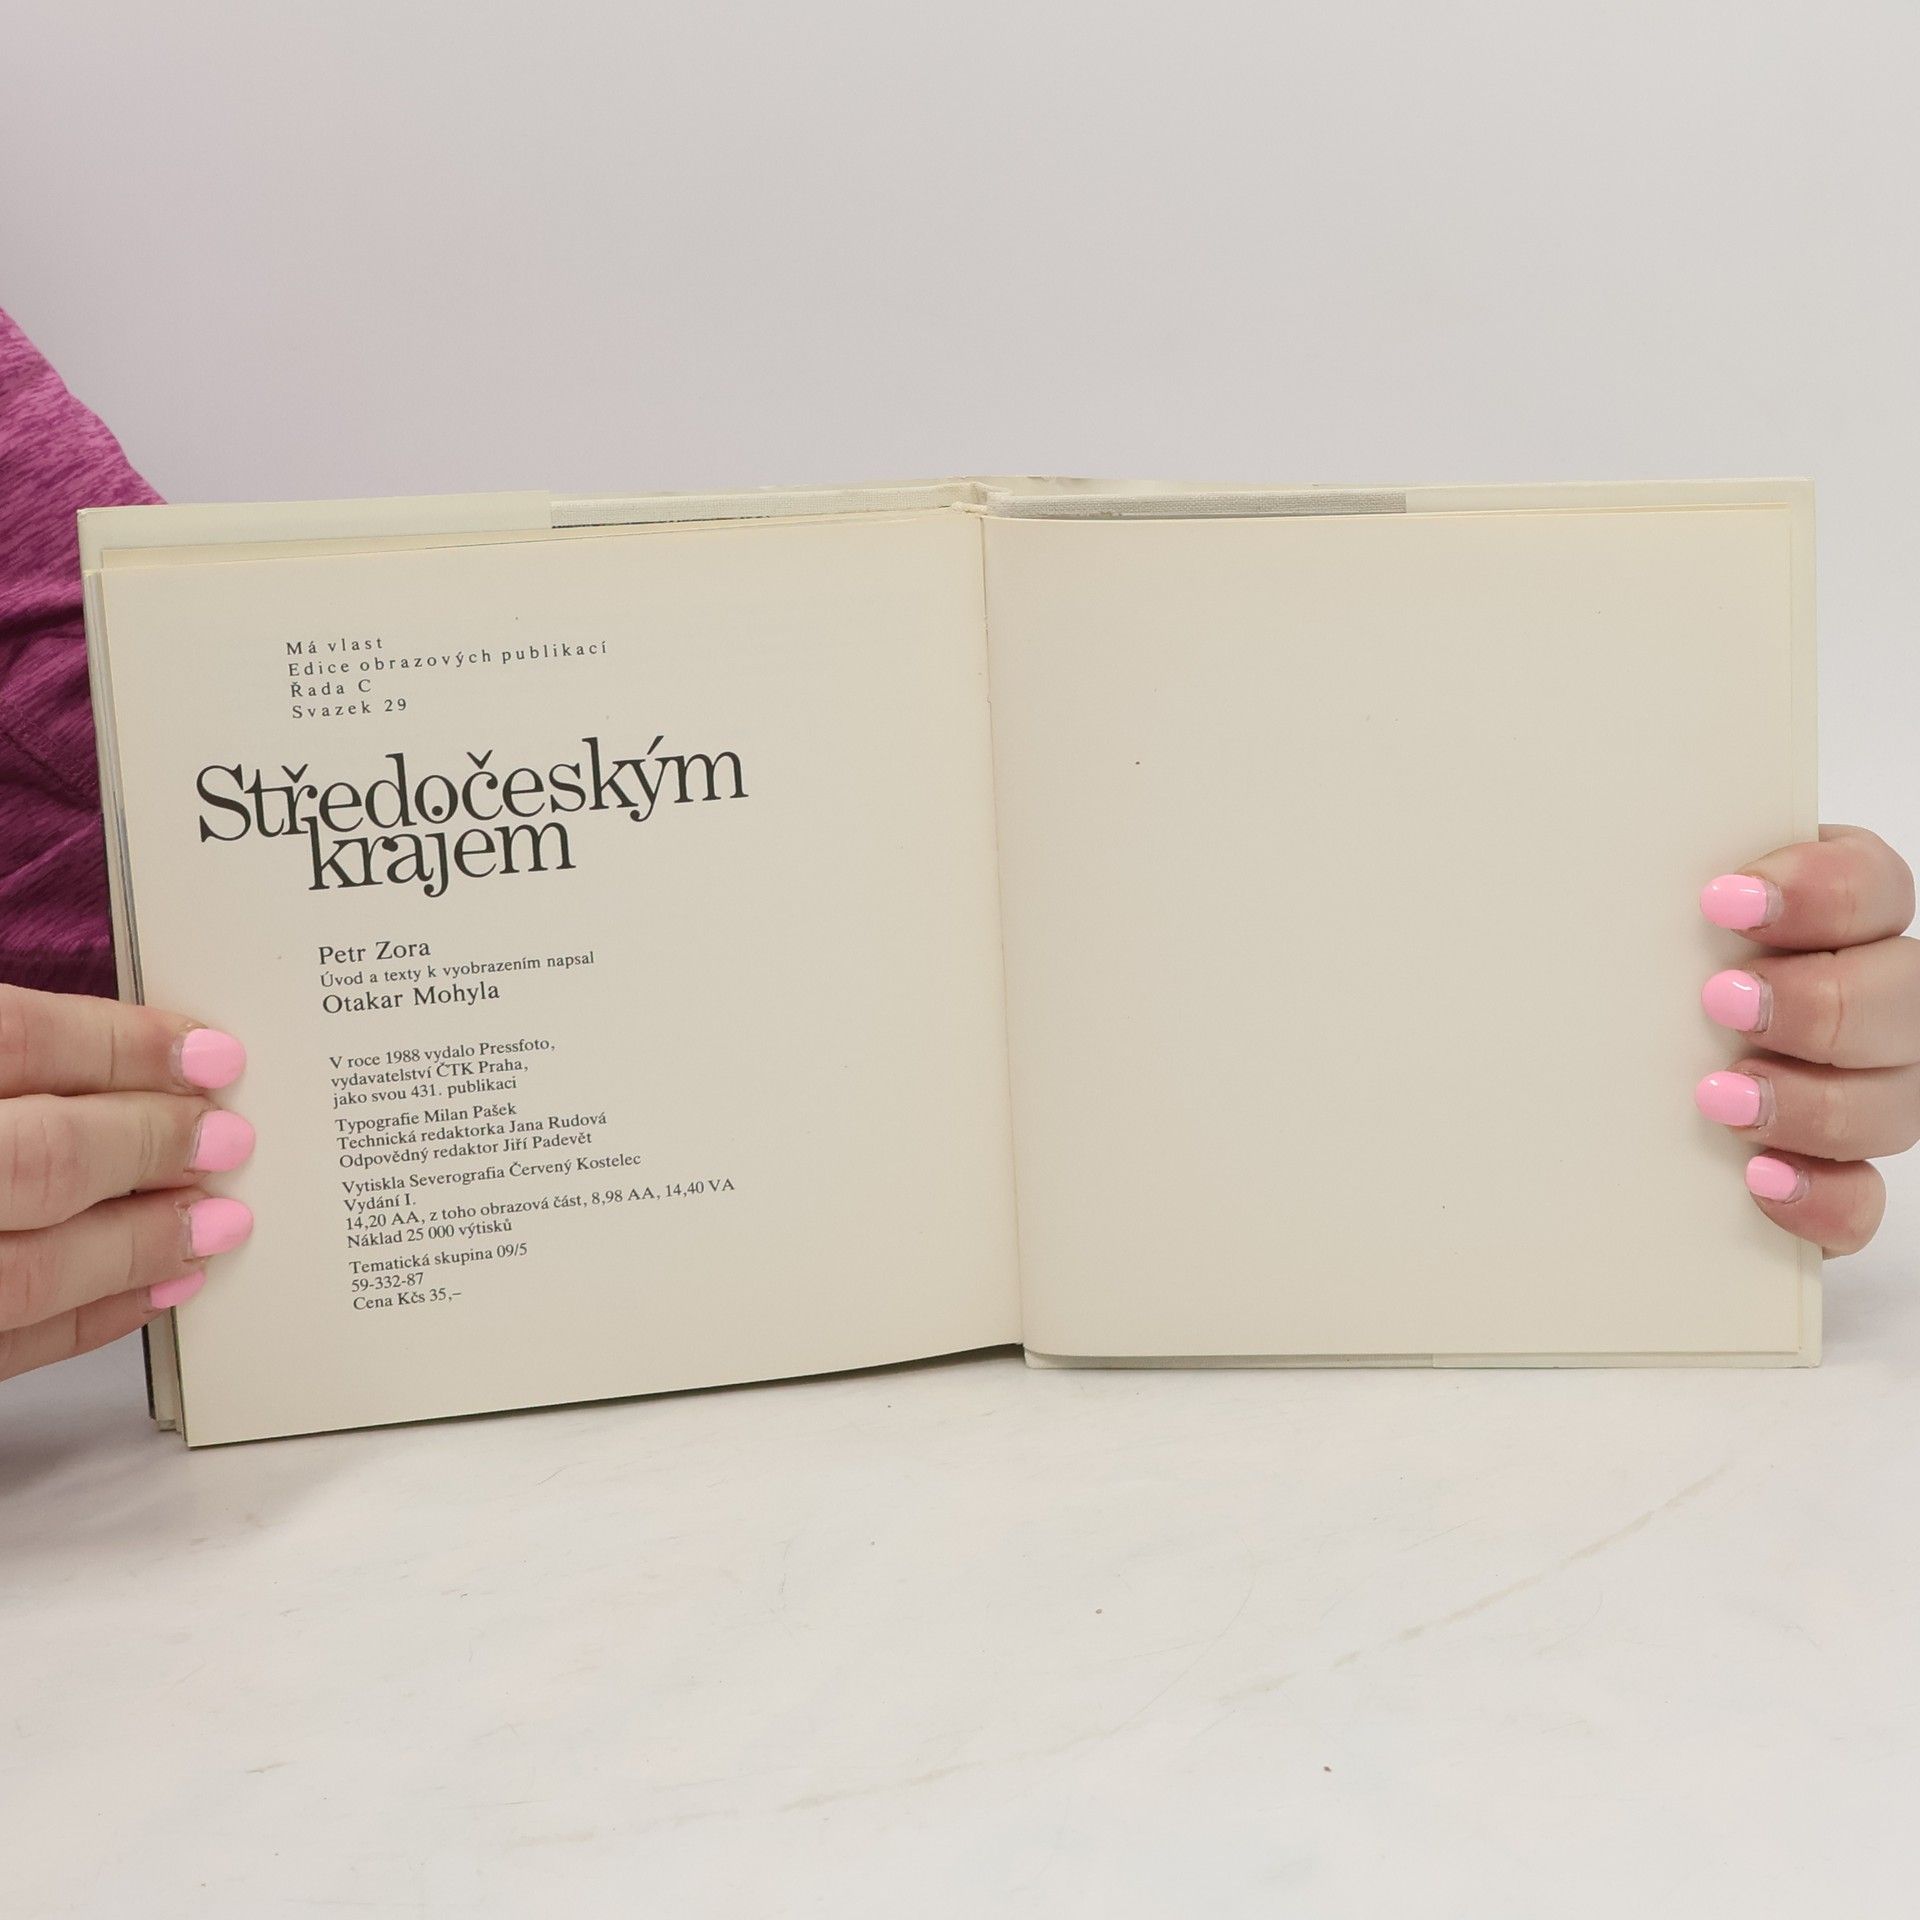 Má vlast
Edice obrazových publikací
Řada C
Svazek 29
Středočeským
krajem
Petr Zora
Úvod a texty k vyobrazením napsal
Otakar Mohyla
V roce 1988 vydalo Pressfoto,
vydavatelství ČTK Praha,
jako svou 431. publikaci
Typografie Milan Pašek
Technická redaktorka Jana Rudová
Odpovědný redaktor Jiří Padevět
Vytiskla Severografia Červený Kostelec
Vydání I.
14,20 AA, z toho obrazová část, 8,98 AA, 14,40 VA
Náklad 25 000 výtisků
Tematická skupina 09/5
59-332-87
Cena Kčs 35,–